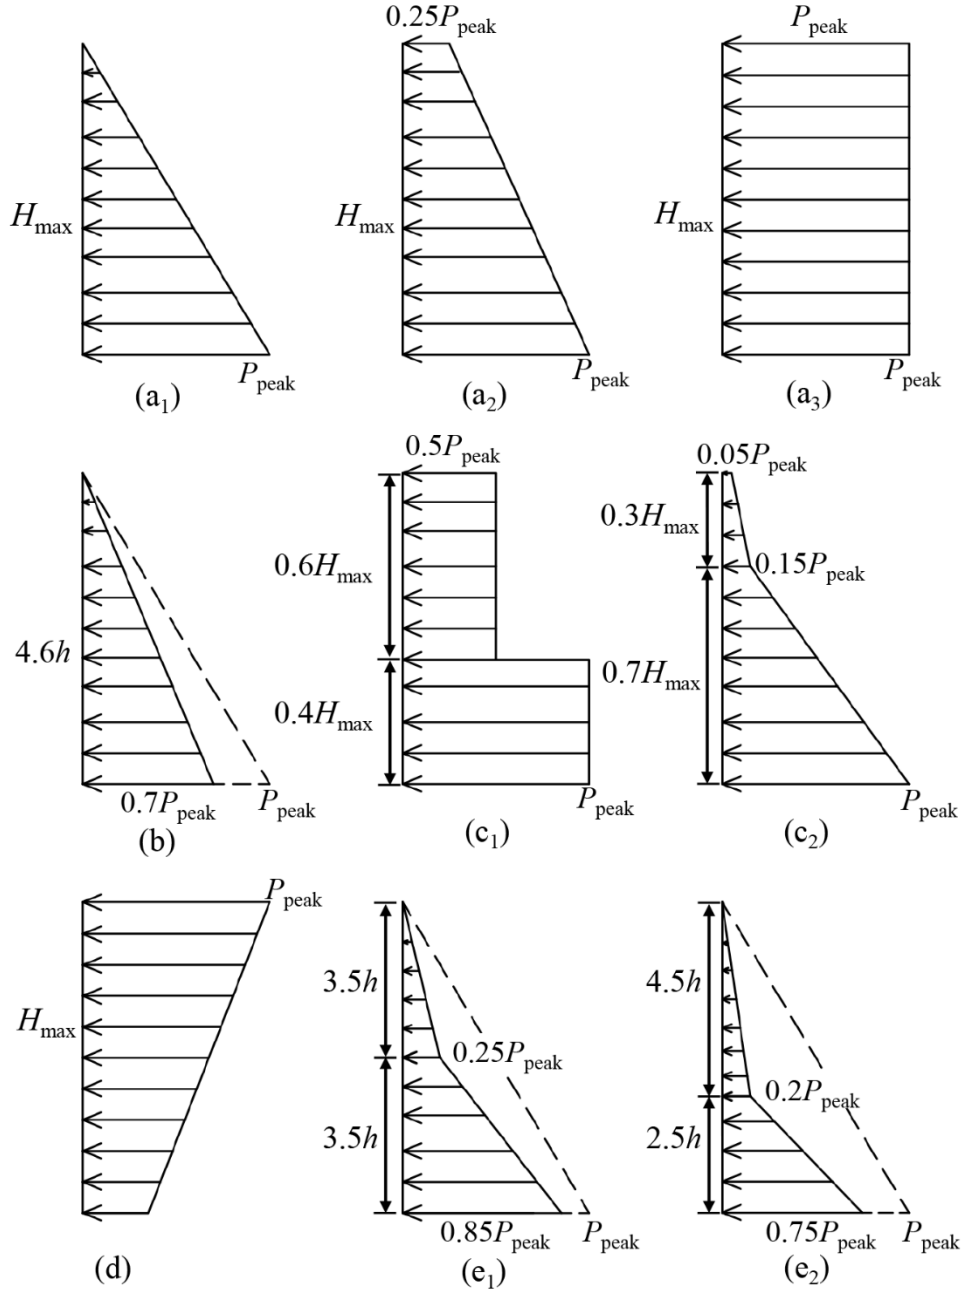 0.25P_peak
P_peak
H_max
H_max
H_max
P_peak
P_peak
P_peak
(a_1)
(a_2)
(a_3)
0.5P_peak
0.05P_peak
0.3H_max
0.6H_max
0.15P_peak
4.6h
0.7H_max
0.4H_max
0.7P_peak
P_peak
P_peak
P_peak
(b)
(c_1)
(c_2)
P_peak
3.5h
4.5h
H_max
0.25P_peak
0.2P_peak
3.5h
2.5h
0.85P_peak
P_peak
0.75P_peak
P_peak
(d)
(e_1)
(e_2)